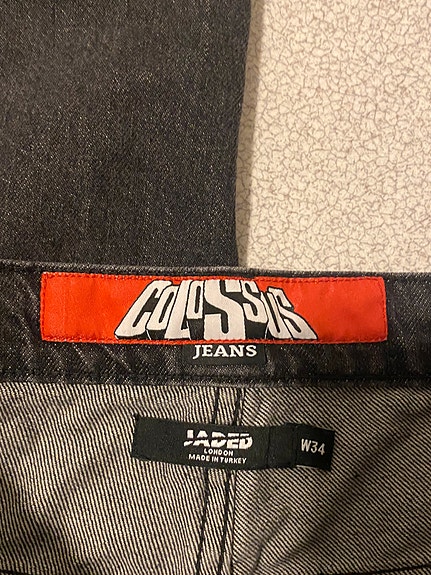 COLOSSUS
JEANS
JADED
LONDON
MADE IN TURKEY
W34